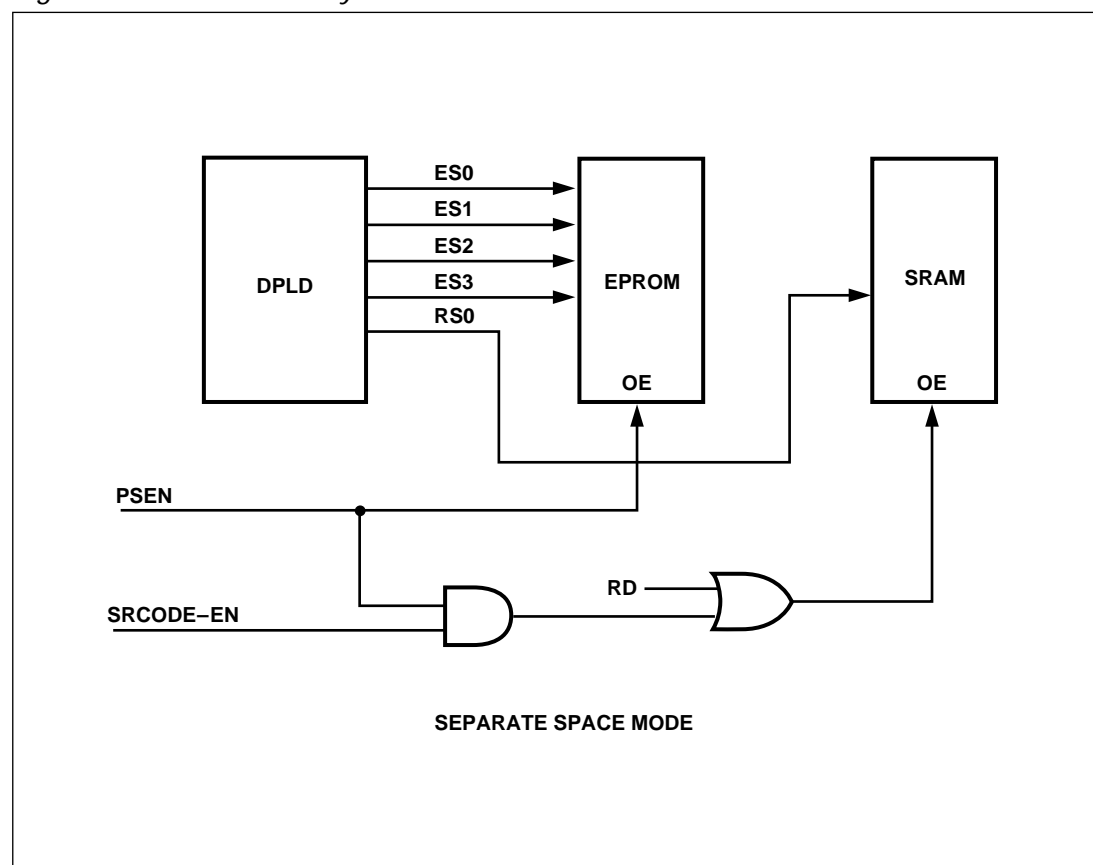 ES0
ES1
ES2
ES3
RS0
DPLD
EPROM
OE
SRAM
OE
PSEN
RD
SRCODE–EN
SEPARATE SPACE MODE